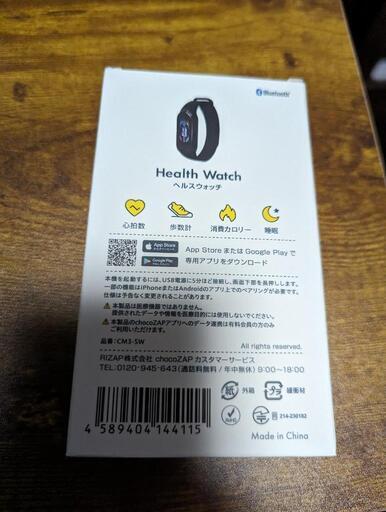 Bluetooth
Health Watch
ヘルスウォッチ
心拍数 歩数計 消費カロリー 睡眠
App Store
Google Play
App Store または Google Play で
専用アプリをダウンロード
本機を起動するには、USB電源に5分ほど接続し、画面下部を長押しします。
一部の機能はiPhoneまたはAndroidのアプリ上でのペアリングが必要です。
仕様は予告なく変更になる場合がございます。
※本製品は医療機器ではありません。
提供されたデータや情報を医療目的には使用しないでください。
※本製品のchocoZAPアプリへのデータ連携は有料会員の方のみ
ご利用いただけます。
品番：CM3-SW
All rights reserved.
RIZAP株式会社 chocoZAP カスタマーサービス
TEL:0120-945-643(通話料無料/年中無休) 9:00〜18:00
紙 外箱 プラ 緩衝材
RoHS
214-230182
4 589404 144115
Made in China